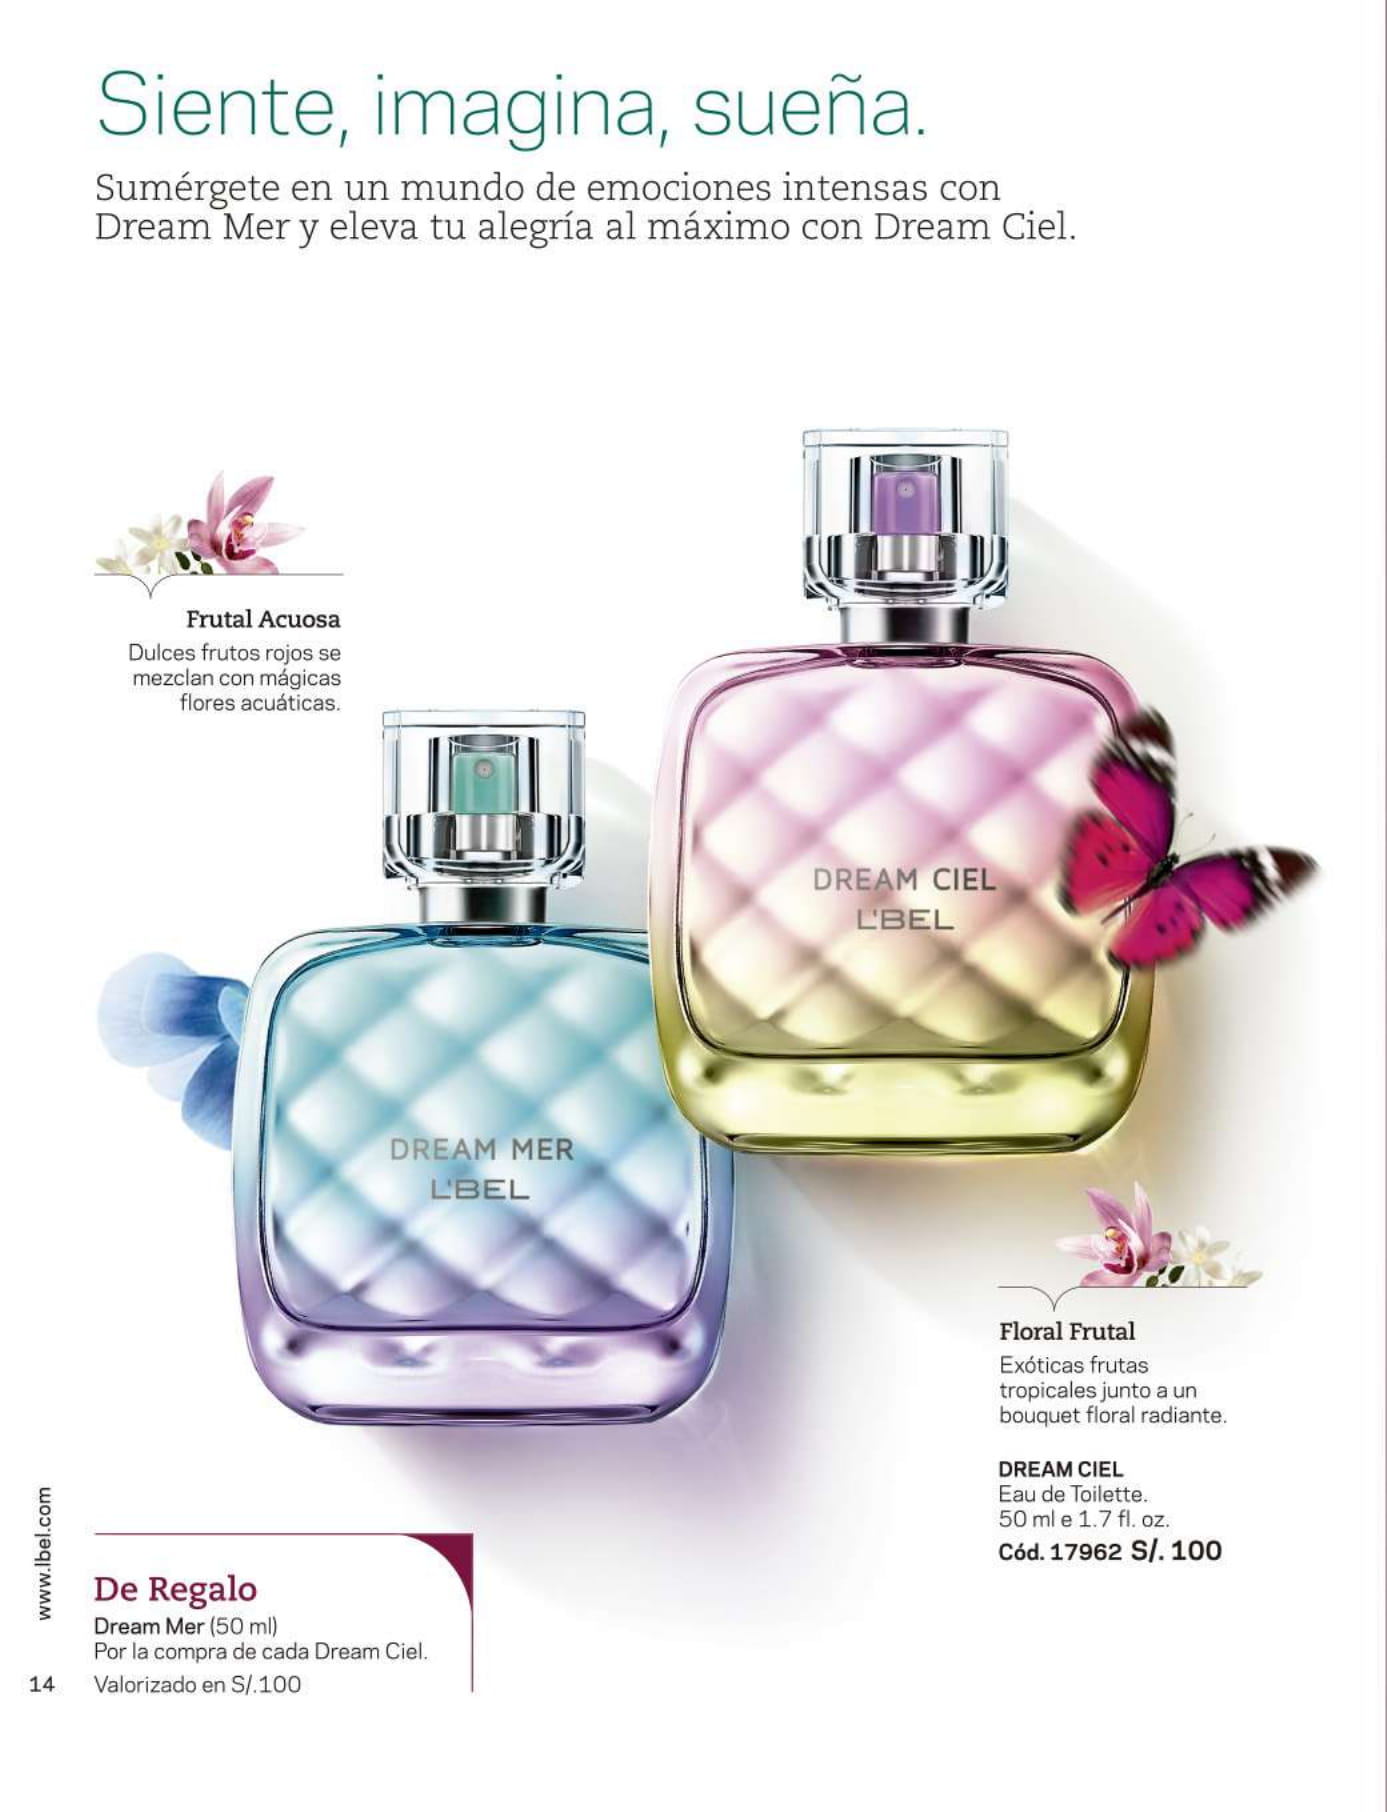 Siente, imagina, sueña.
Sumérgete en un mundo de emociones intensas con
Dream Mer y eleva tu alegría al máximo con Dream Ciel.
Frutal Acuosa
Dulces frutos rojos se
mezclan con mágicas
flores acuáticas.
DREAM CIEL
L'BEL
DREAM MER
L'BEL
Floral Frutal
Exóticas frutas
tropicales junto a un
bouquet floral radiante.
DREAM CIEL
Eau de Toilette.
50 ml e 1.7 fl. oz.
Cód. 17962 S/. 100
De Regalo
Dream Mer (50 ml)
Por la compra de cada Dream Ciel.
Valorizado en S/.100
www.lbel.com
14